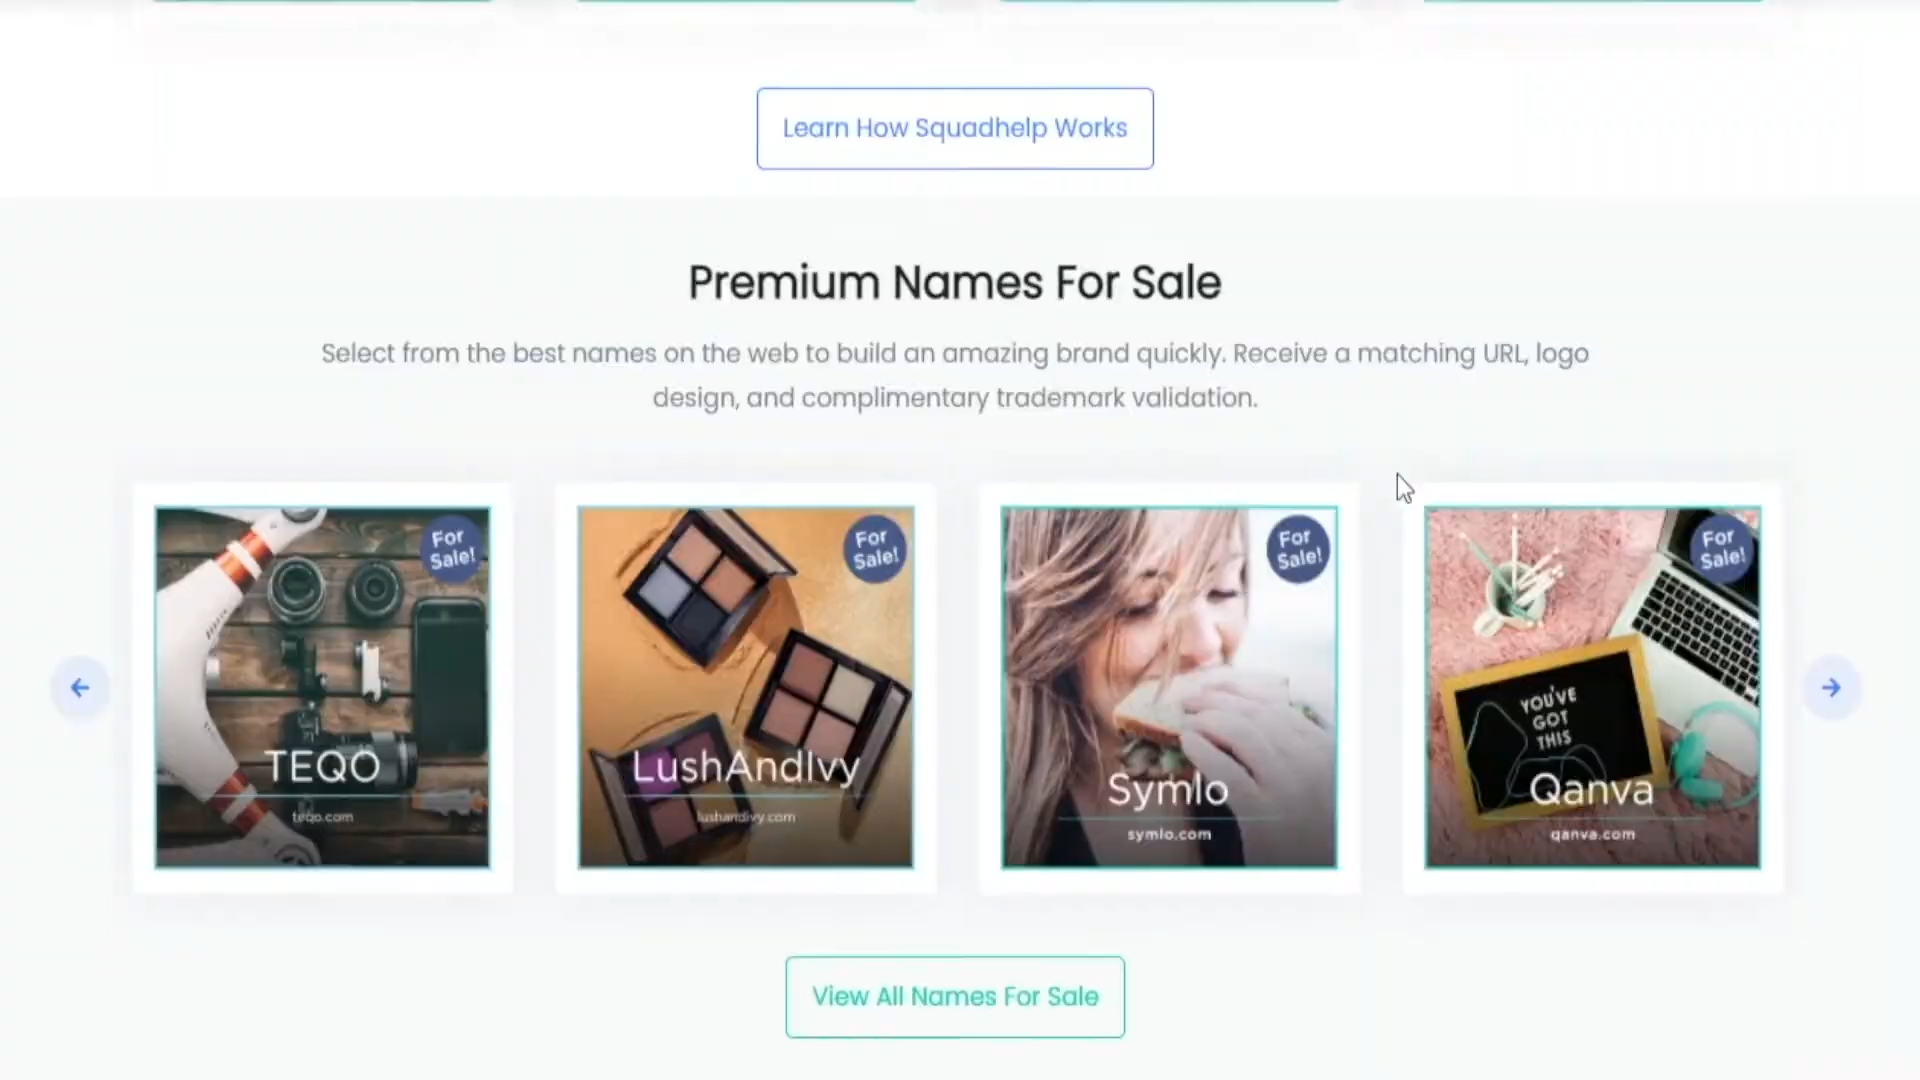 Learn How Squadhelp Works
Premium Names For Sale
Select from the best names on the web to build an amazing brand quickly. Receive a matching URL, logo
design, and complimentary trademark validation.
For
Sale!
TEQO
teqo.com
For
Sale!
LushAndIvy
lushandivy.com
For
Sale!
Symlo
symlo.com
For
Sale!
YOU'VE
GOT
THIS
Qanva
qanva.com
View All Names For Sale